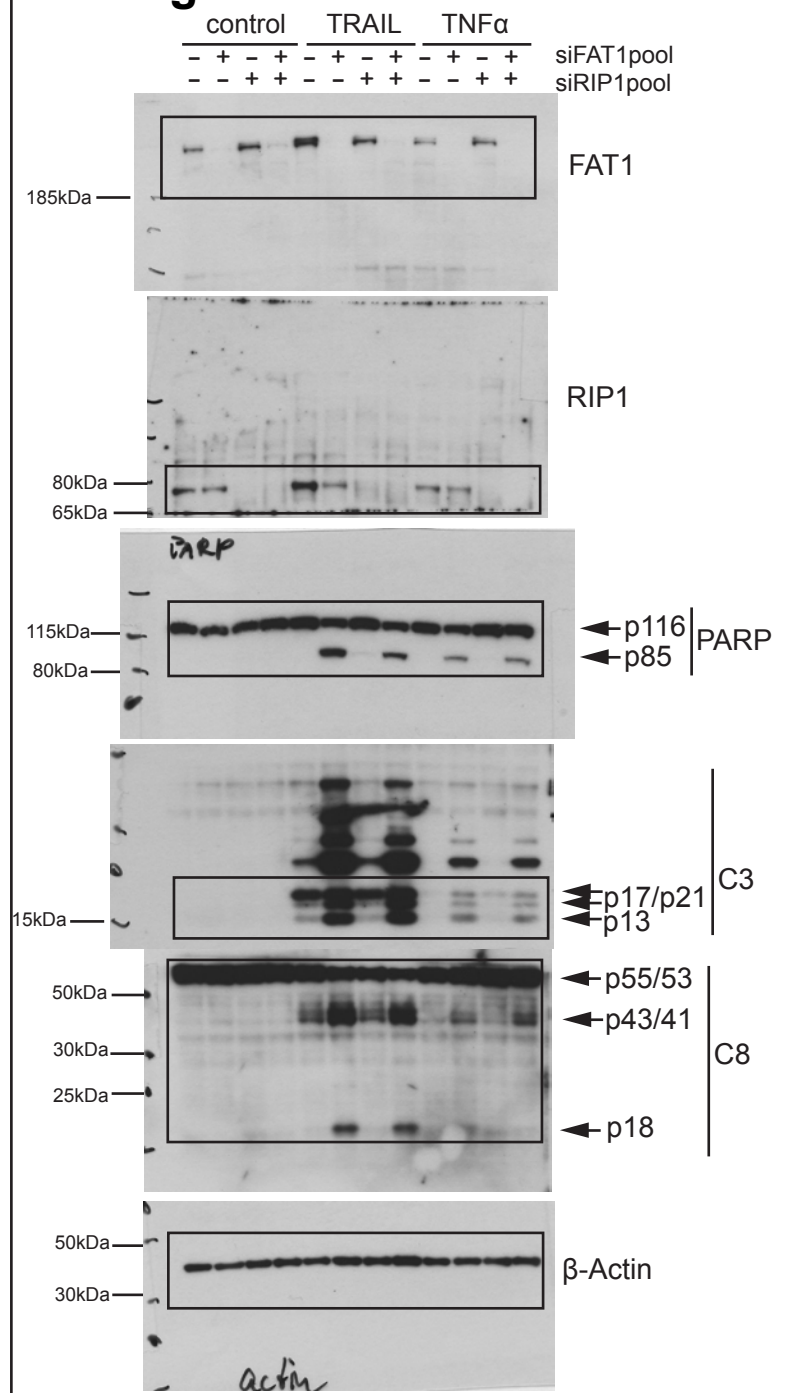 g
control TRAIL TNFα
– + – + – + – + – + – + siFAT1pool
– – + + – – + + – – + + siRIP1pool
FAT1
185kDa
RIP1
80kDa
65kDa
PARP
115kDa
p116
PARP
p85
80kDa
C3
p17/p21
15kDa
p13
p55/53
50kDa
p43/41
30kDa
C8
25kDa
p18
50kDa
β-Actin
30kDa
actin